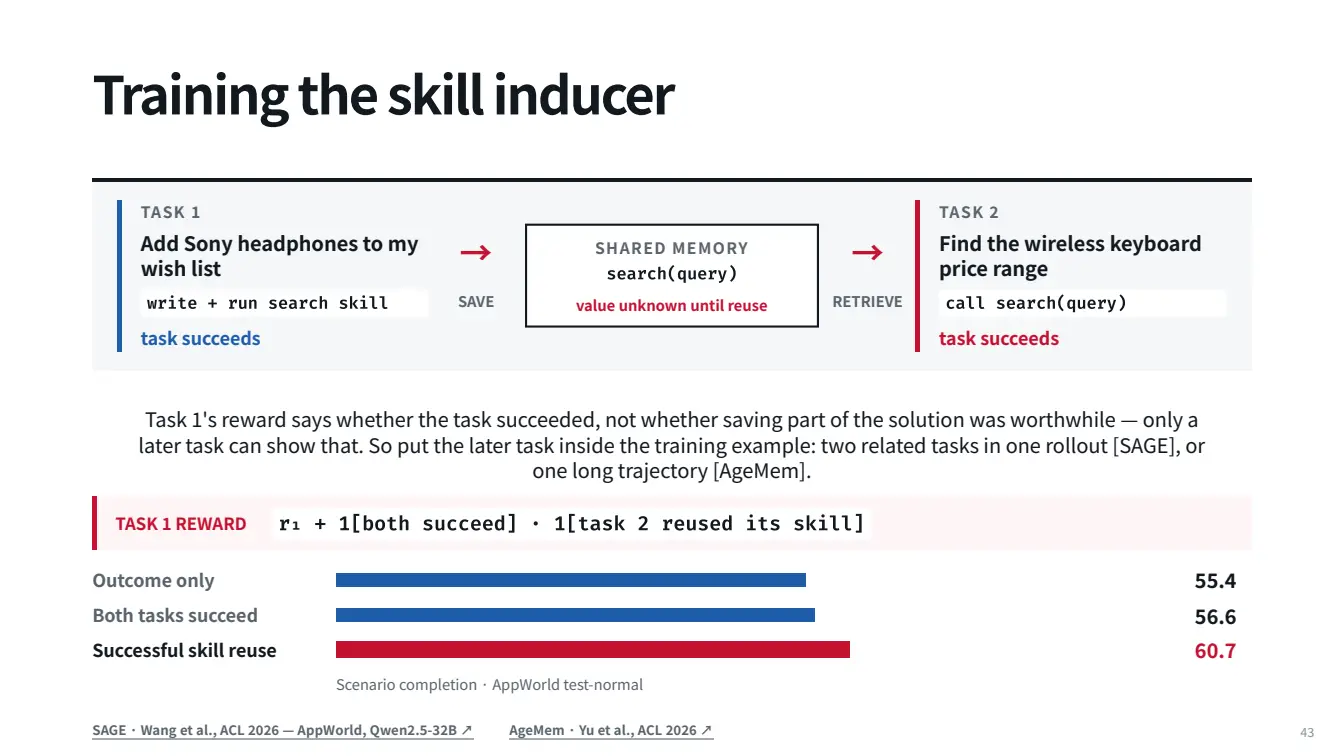 Training the skill inducer
TASK 1
Add Sony headphones to my
wish list
write + run search skill
task succeeds
→
SAVE
SHARED MEMORY
search(query)
value unknown until reuse
→
RETRIEVE
TASK 2
Find the wireless keyboard
price range
call search(query)
task succeeds
Task 1's reward says whether the task succeeded, not whether saving part of the solution was worthwhile — only a
later task can show that. So put the later task inside the training example: two related tasks in one rollout [SAGE], or
one long trajectory [AgeMem].
TASK 1 REWARD r₁ + 1[both succeed] · 1[task 2 reused its skill]
Outcome only 55.4
Both tasks succeed 56.6
Successful skill reuse 60.7
Scenario completion · AppWorld test-normal
SAGE · Wang et al., ACL 2026 — AppWorld, Qwen2.5-32B ↗ AgeMem · Yu et al., ACL 2026 ↗
43